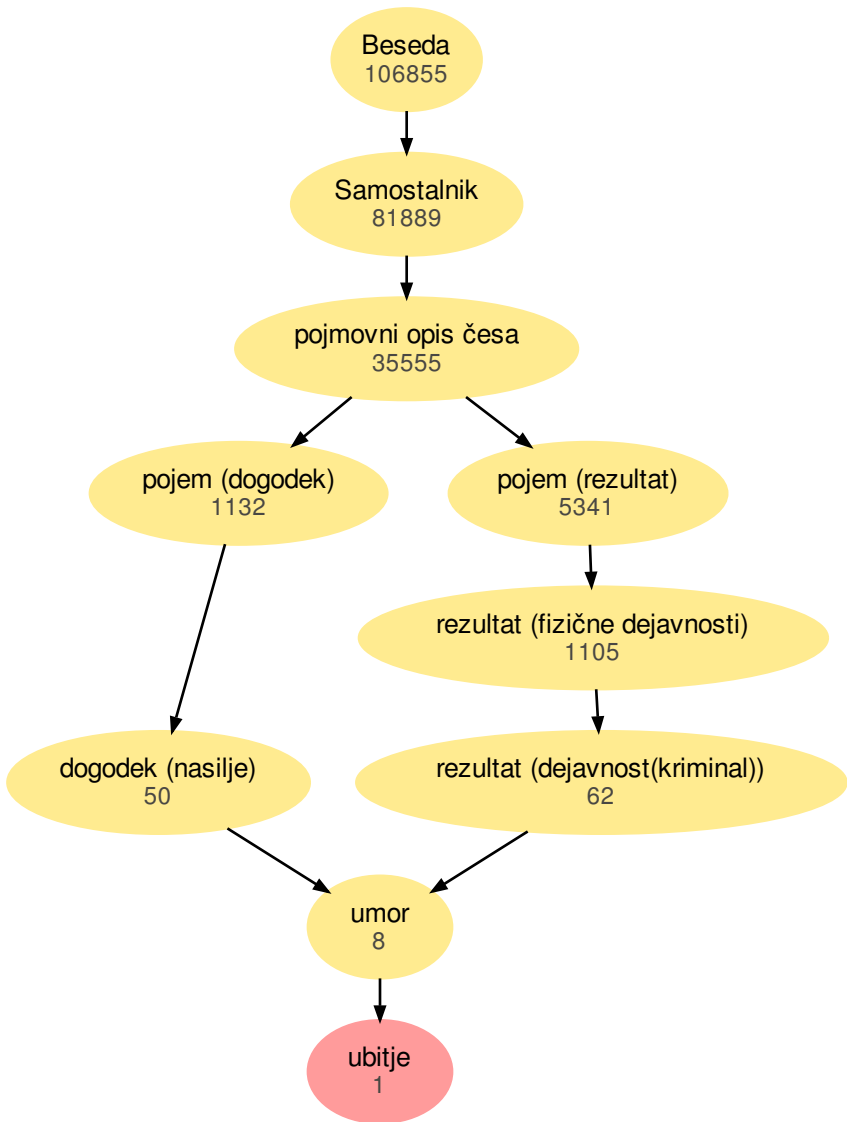 Beseda
106855
Samostalnik
81889
pojmovni opis česa
35555
pojem (dogodek)
1132
pojem (rezultat)
5341
rezultat (fizične dejavnosti)
1105
dogodek (nasilje)
50
rezultat (dejavnost(kriminal))
62
umor
8
ubitje
1